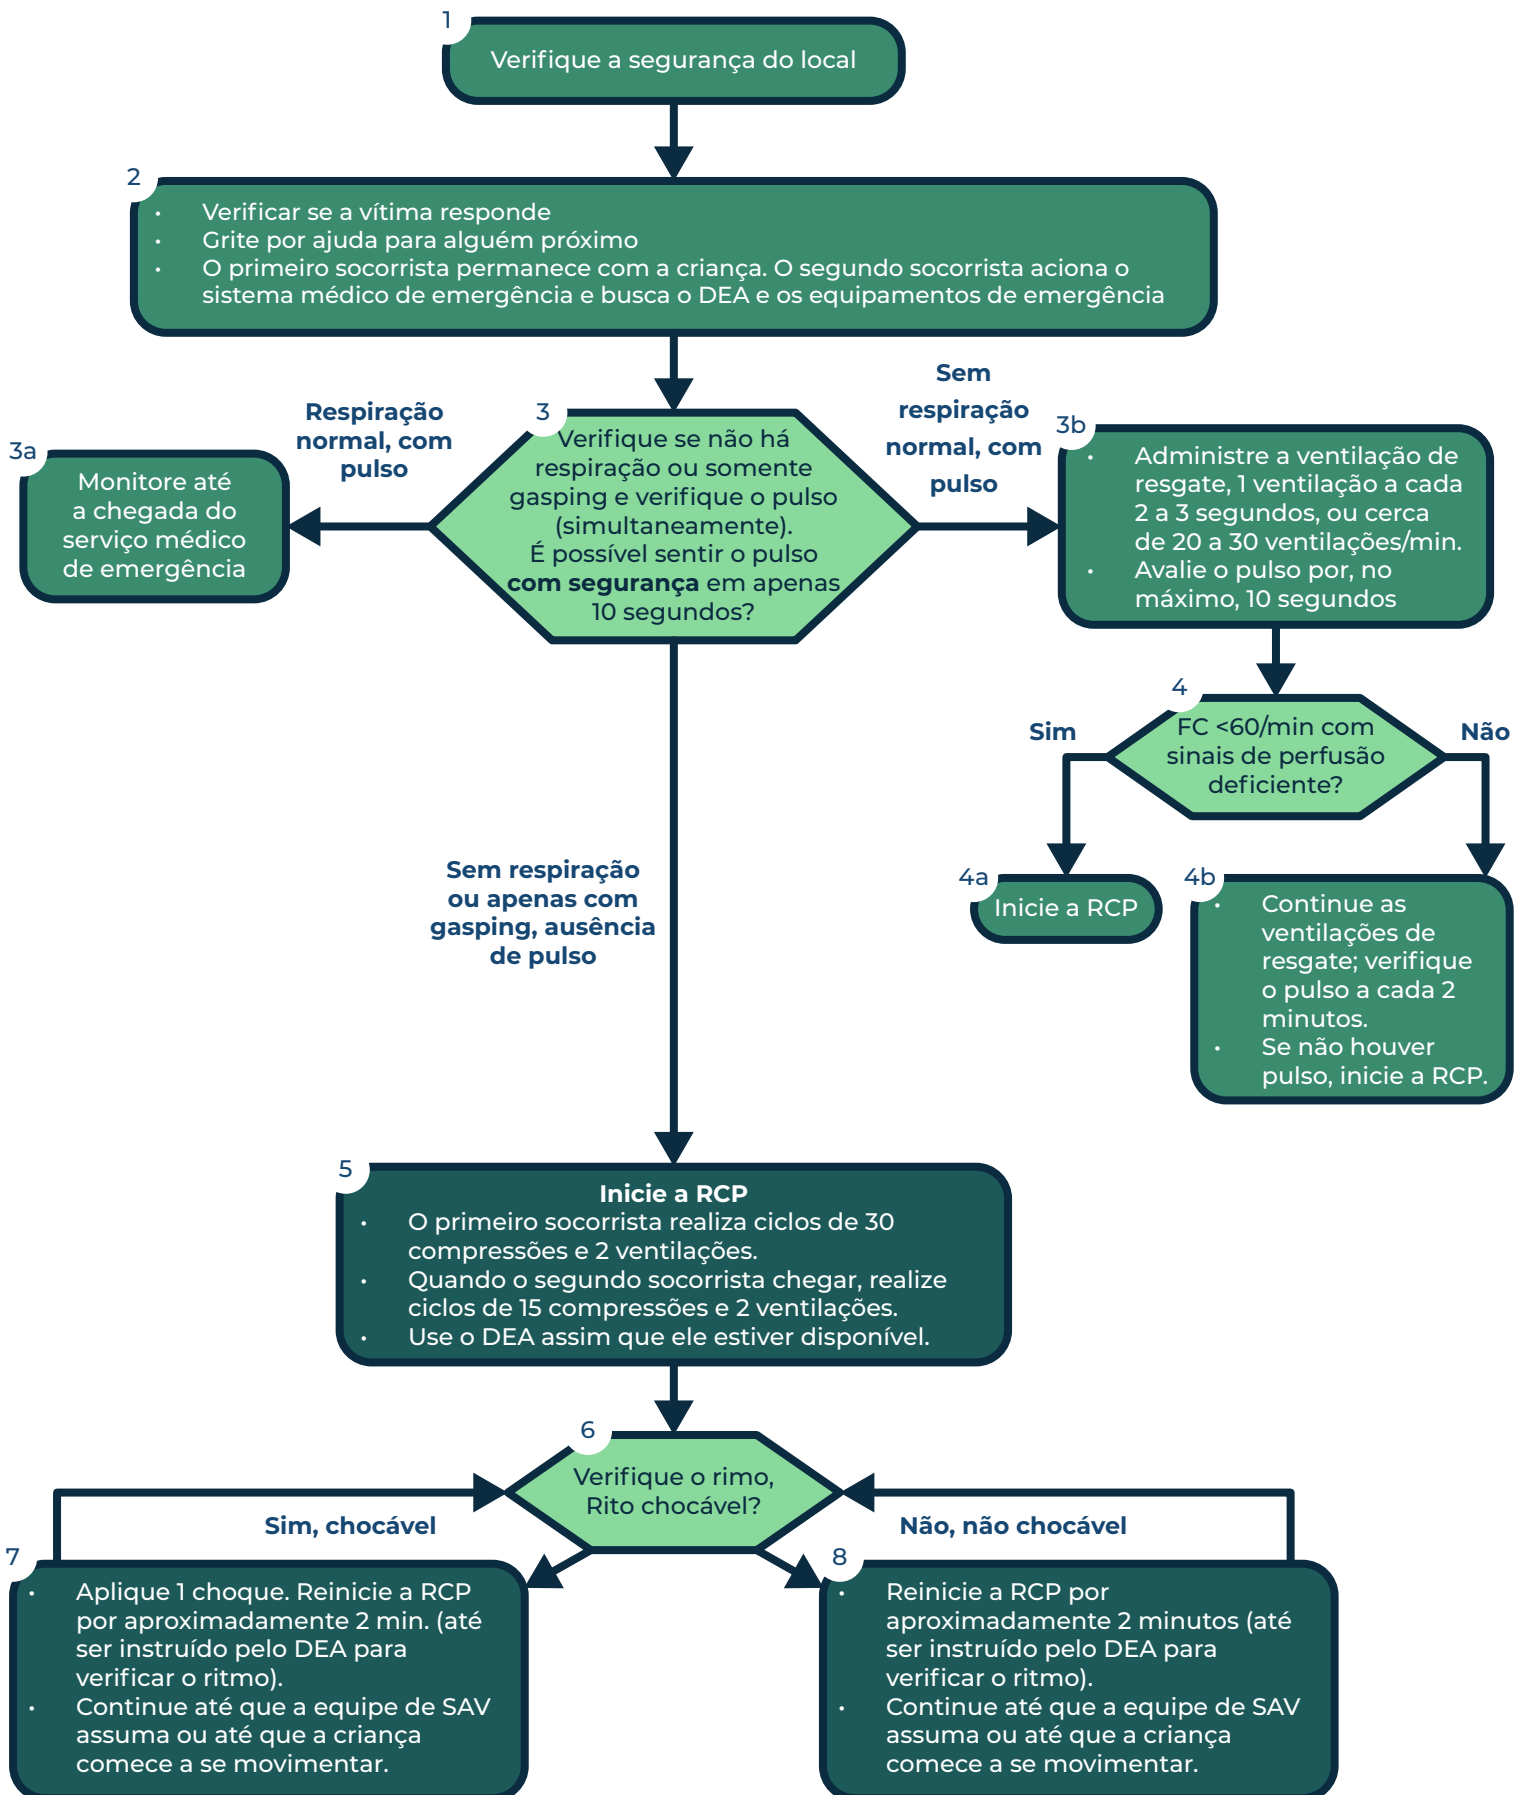 1
Verifique a segurança do local
2
· Verificar se a vítima responde
· Grite por ajuda para alguém próximo
· O primeiro socorrista permanece com a criança. O segundo socorrista aciona o
sistema médico de emergência e busca o DEA e os equipamentos de emergência
Respiração
normal, com
pulso
3
Verifique se não há
respiração ou somente
gasping e verifique o pulso
(simultaneamente).
É possível sentir o pulso
com segurança em apenas
10 segundos?
Sem
respiração
normal, com
pulso
3a
Monitore até
a chegada do
serviço médico
de emergência
3b
· Administre a ventilação de
resgate, 1 ventilação a cada
2 a 3 segundos, ou cerca
de 20 a 30 ventilações/min.
· Avalie o pulso por, no
máximo, 10 segundos
4
FC <60/min com
sinais de perfusão
deficiente?
Sim
Não
4a
Inicie a RCP
4b
· Continue as
ventilações de
resgate; verifique
o pulso a cada 2
minutos.
· Se não houver
pulso, inicie a RCP.
Sem respiração
ou apenas com
gasping, ausência
de pulso
5
Inicie a RCP
· O primeiro socorrista realiza ciclos de 30
compressões e 2 ventilações.
· Quando o segundo socorrista chegar, realize
ciclos de 15 compressões e 2 ventilações.
· Use o DEA assim que ele estiver disponível.
6
Verifique o rimo,
Rito chocável?
Sim, chocável
Não, não chocável
7
· Aplique 1 choque. Reinicie a RCP
por aproximadamente 2 min. (até
ser instruído pelo DEA para
verificar o ritmo).
· Continue até que a equipe de SAV
assuma ou até que a criança
comece a se movimentar.
8
· Reinicie a RCP por
aproximadamente 2 minutos (até
ser instruído pelo DEA para
verificar o ritmo).
· Continue até que a equipe de SAV
assuma ou até que a criança
comece a se movimentar.